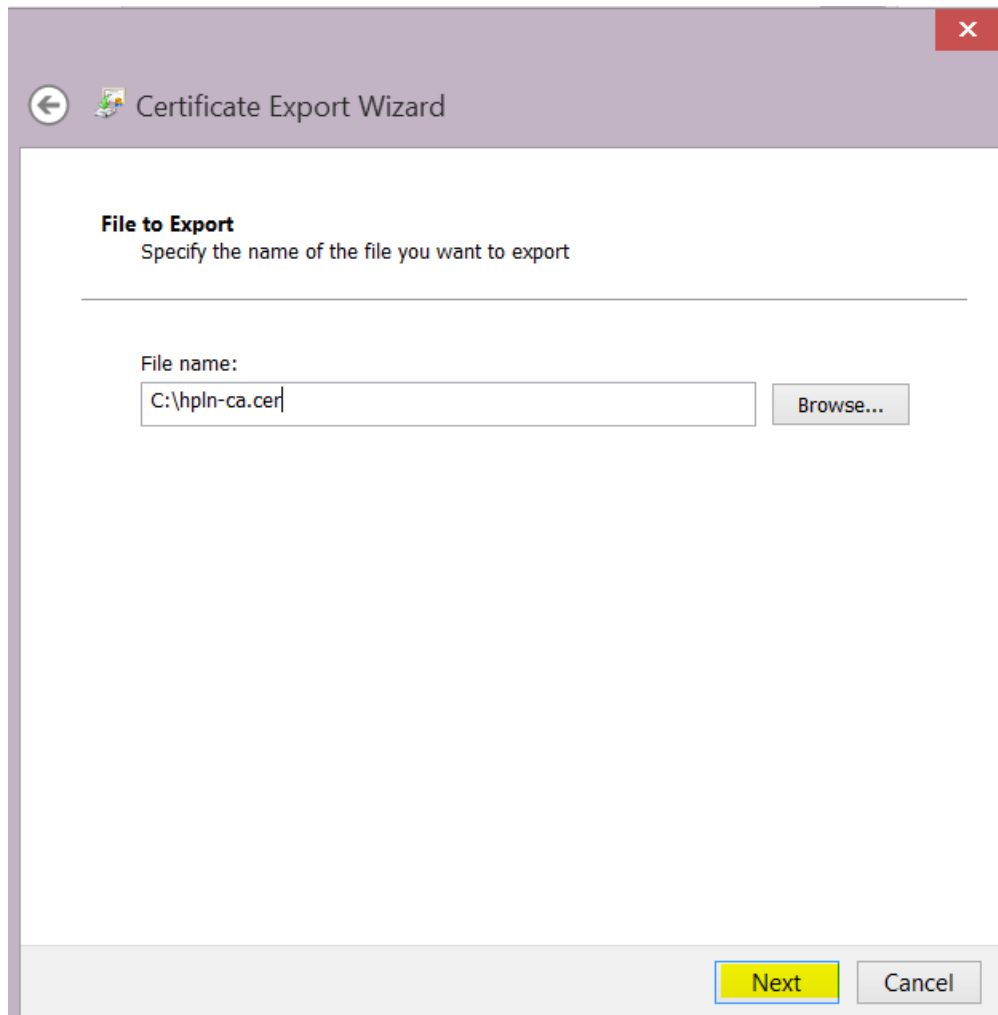 Certificate Export Wizard
File to Export
Specify the name of the file you want to export
File name:
C:\hpln-ca.cer
Browse...
Next
Cancel